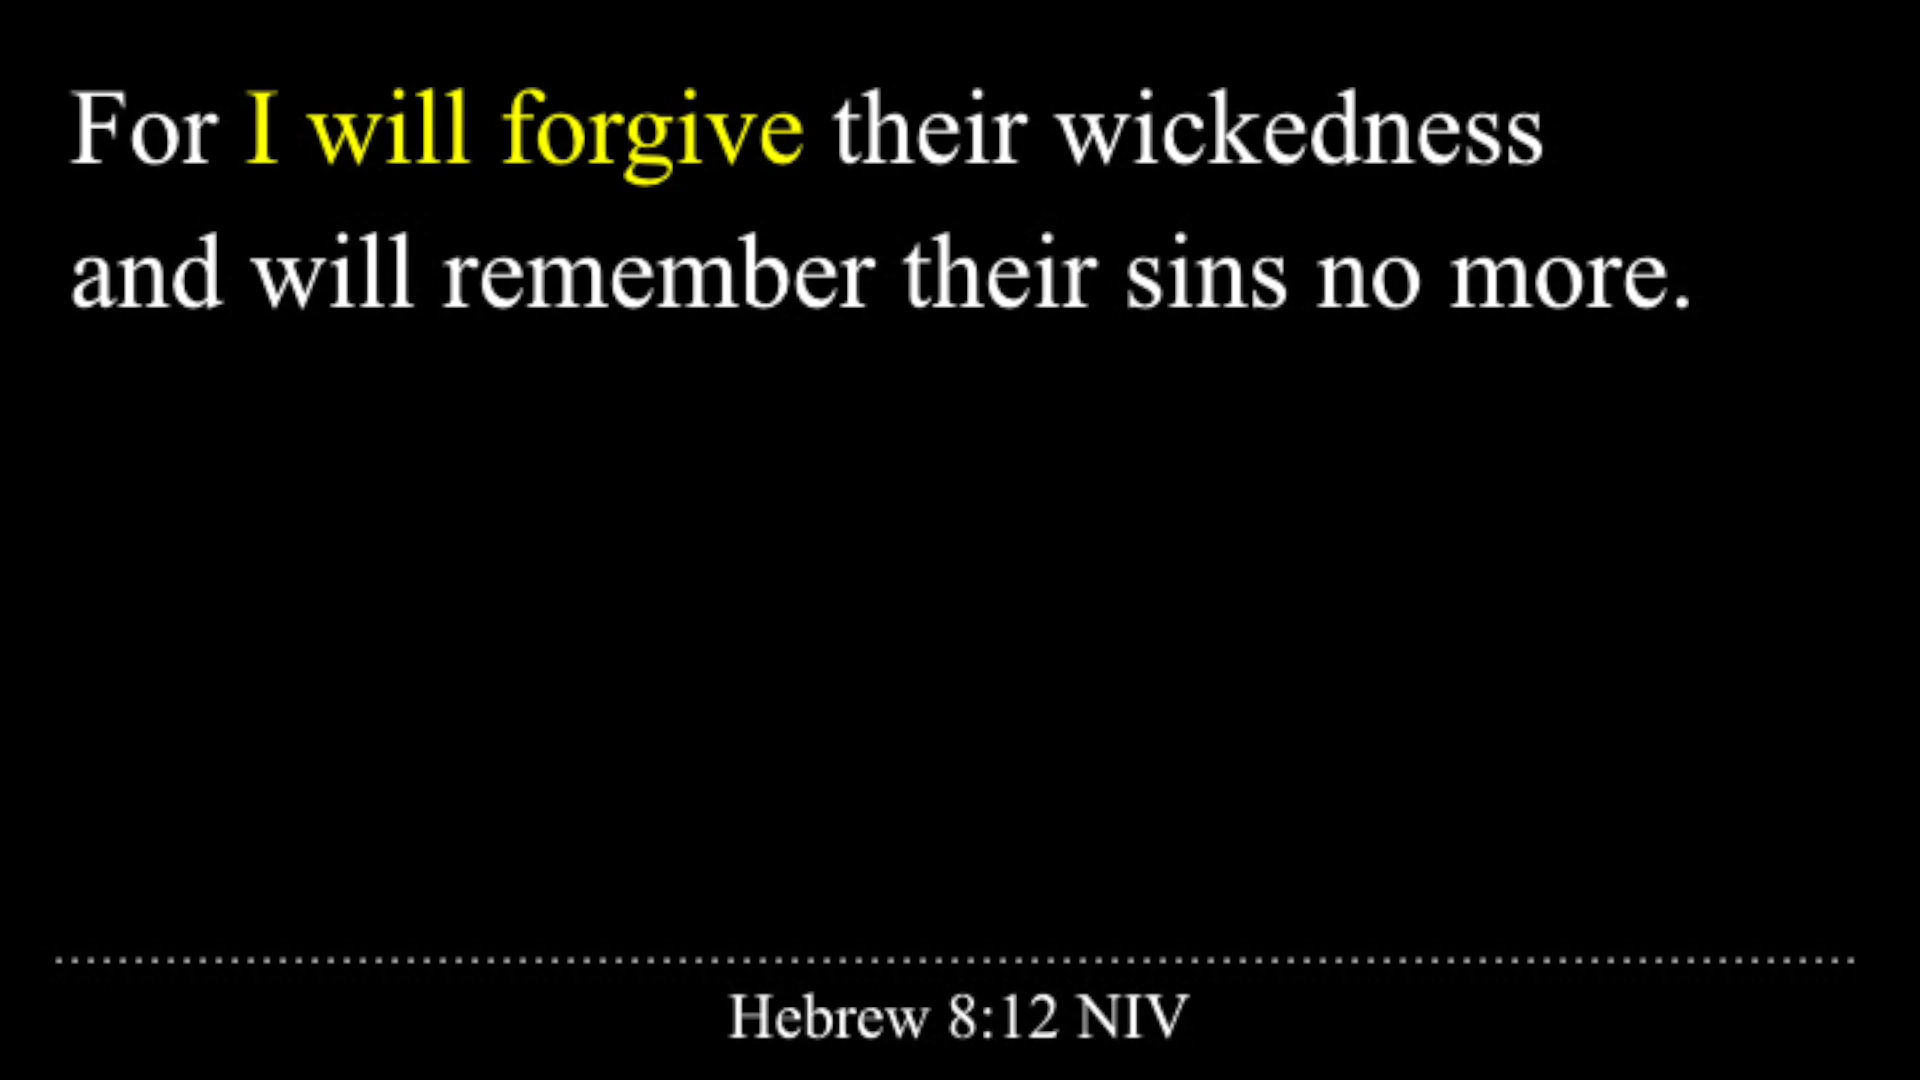 For I will forgive their wickedness
and will remember their sins no more.
Hebrew 8:12 NIV